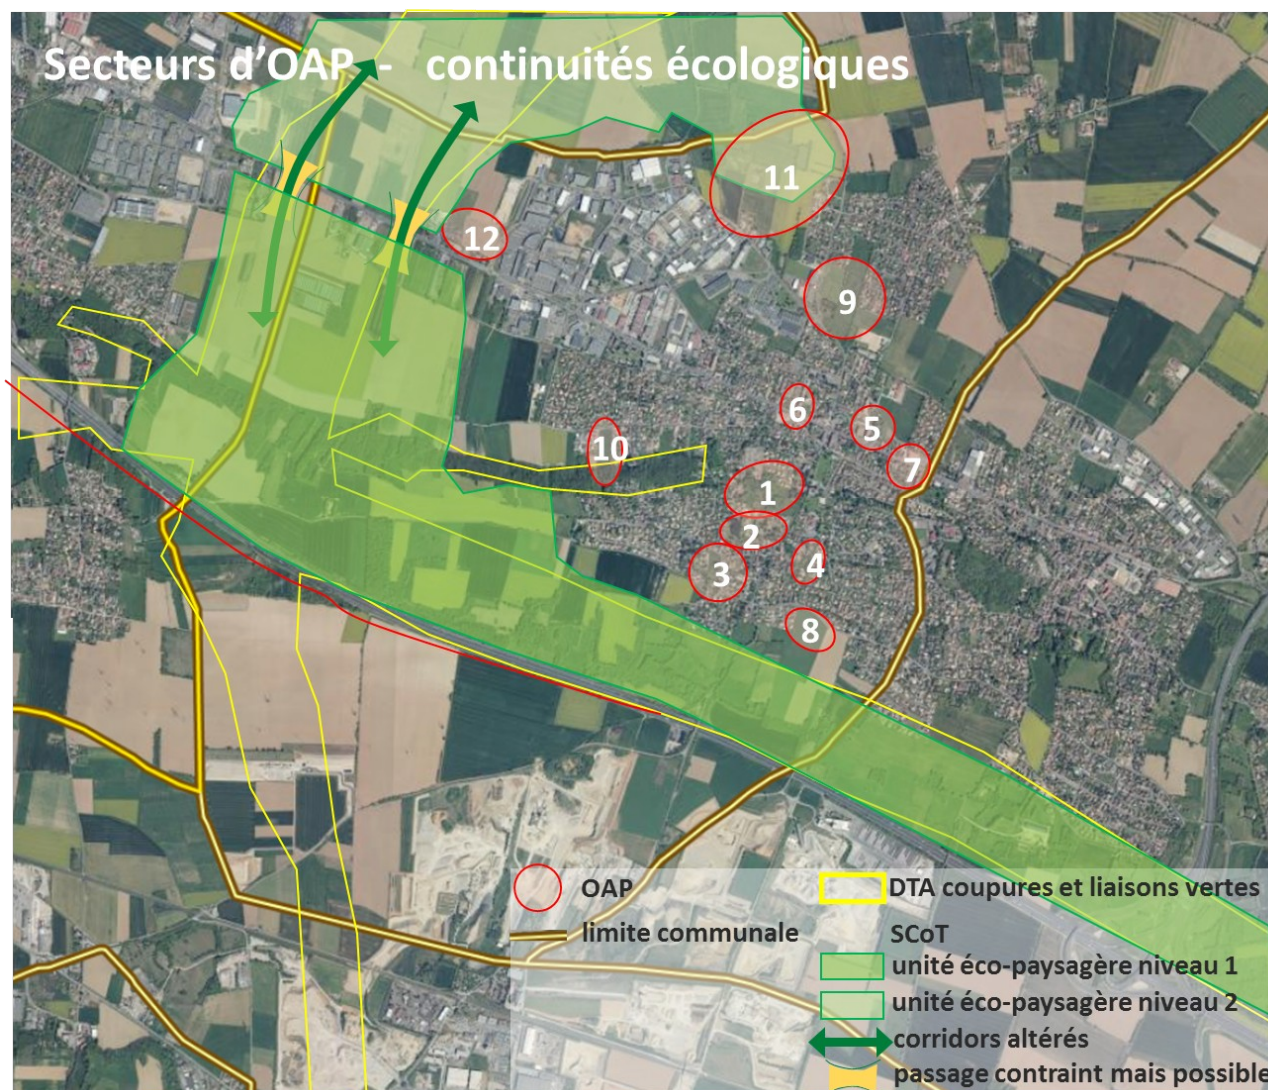 Secteurs d'OAP - continuités écologiques
11
12
9
6
5
10
7
1
2
3
4
8
OAP
limite communale
DTA coupures et liaisons vertes
SCoT
unité éco-paysagère niveau 1
unité éco-paysagère niveau 2
corridors altérés
passage contraint mais possible